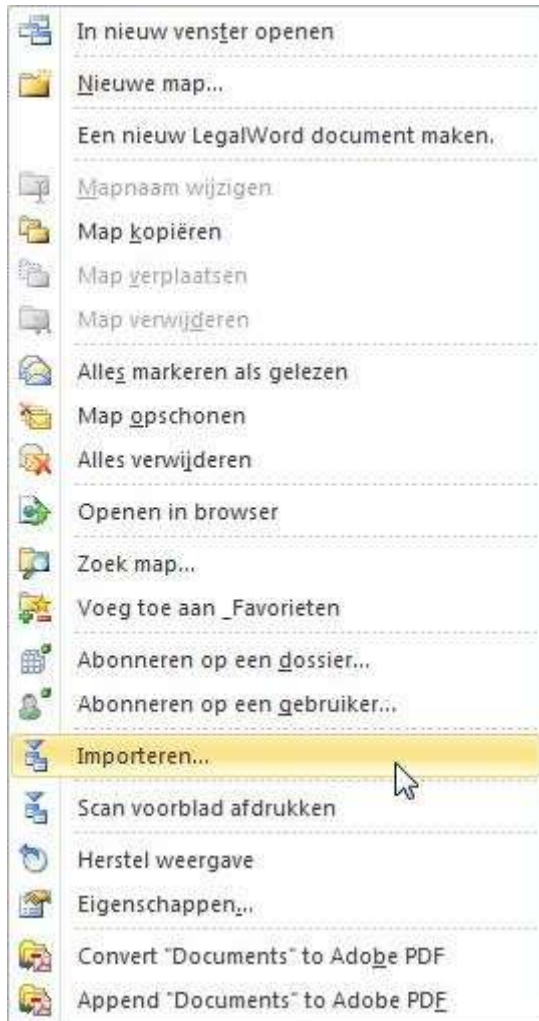 In nieuw venster openen
Nieuwe map...
Een nieuw LegalWord document maken.
Mapnaam wijzigen
Map kopiëren
Map verplaatsen
Map verwijderen
Alles markeren als gelezen
Map opschonen
Alles verwijderen
Openen in browser
Zoek map...
Voeg toe aan _Favorieten
Abonneren op een dossier...
Abonneren op een gebruiker...
Importeren...
Scan voorblad afdrukken
Herstel weergave
Eigenschappen...
Convert "Documents" to Adobe PDF
Append "Documents" to Adobe PDF